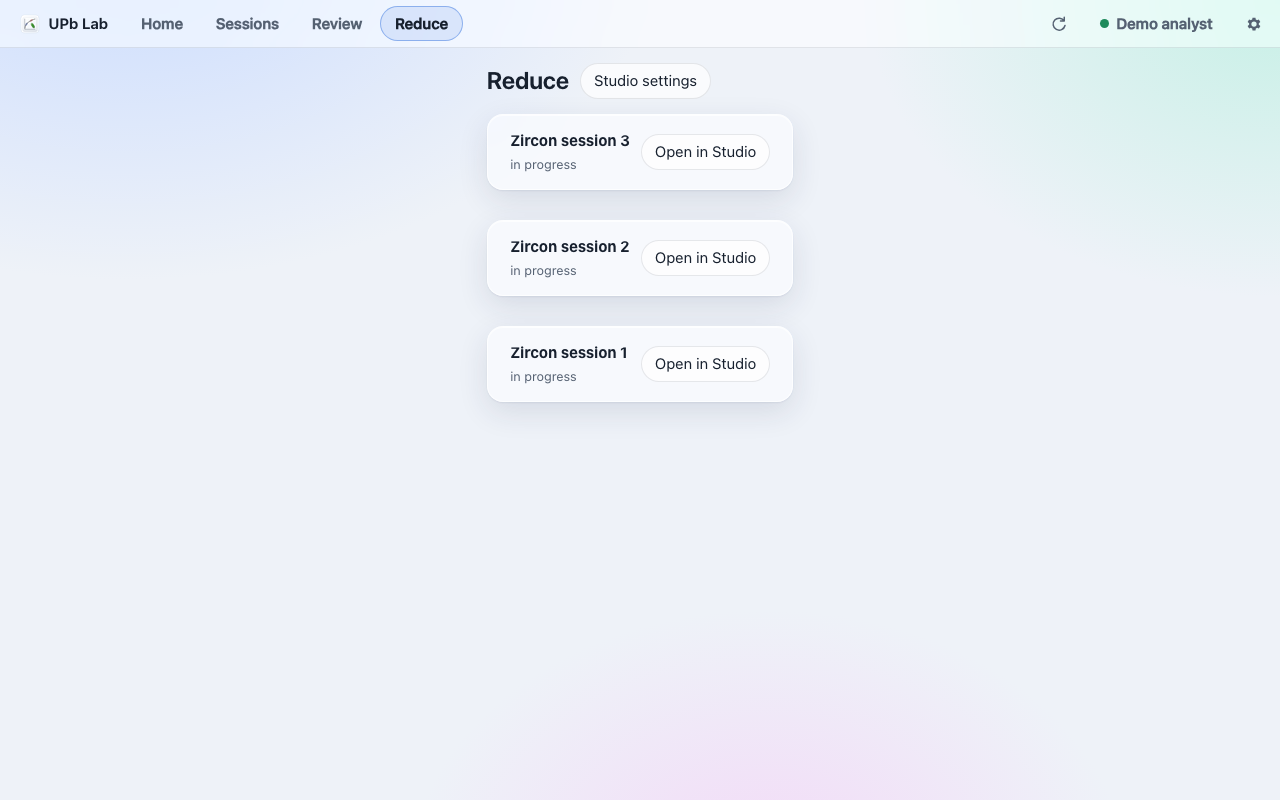 UPb Lab Home Sessions Review Reduce Demo analyst
Reduce Studio settings
Zircon session 3
in progress
Open in Studio
Zircon session 2
in progress
Open in Studio
Zircon session 1
in progress
Open in Studio